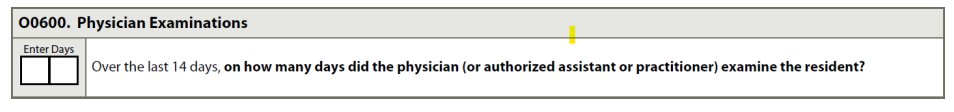 O0600. Physician Examinations
Enter Days
Over the last 14 days, on how many days did the physician (or authorized assistant or practitioner) examine the resident?